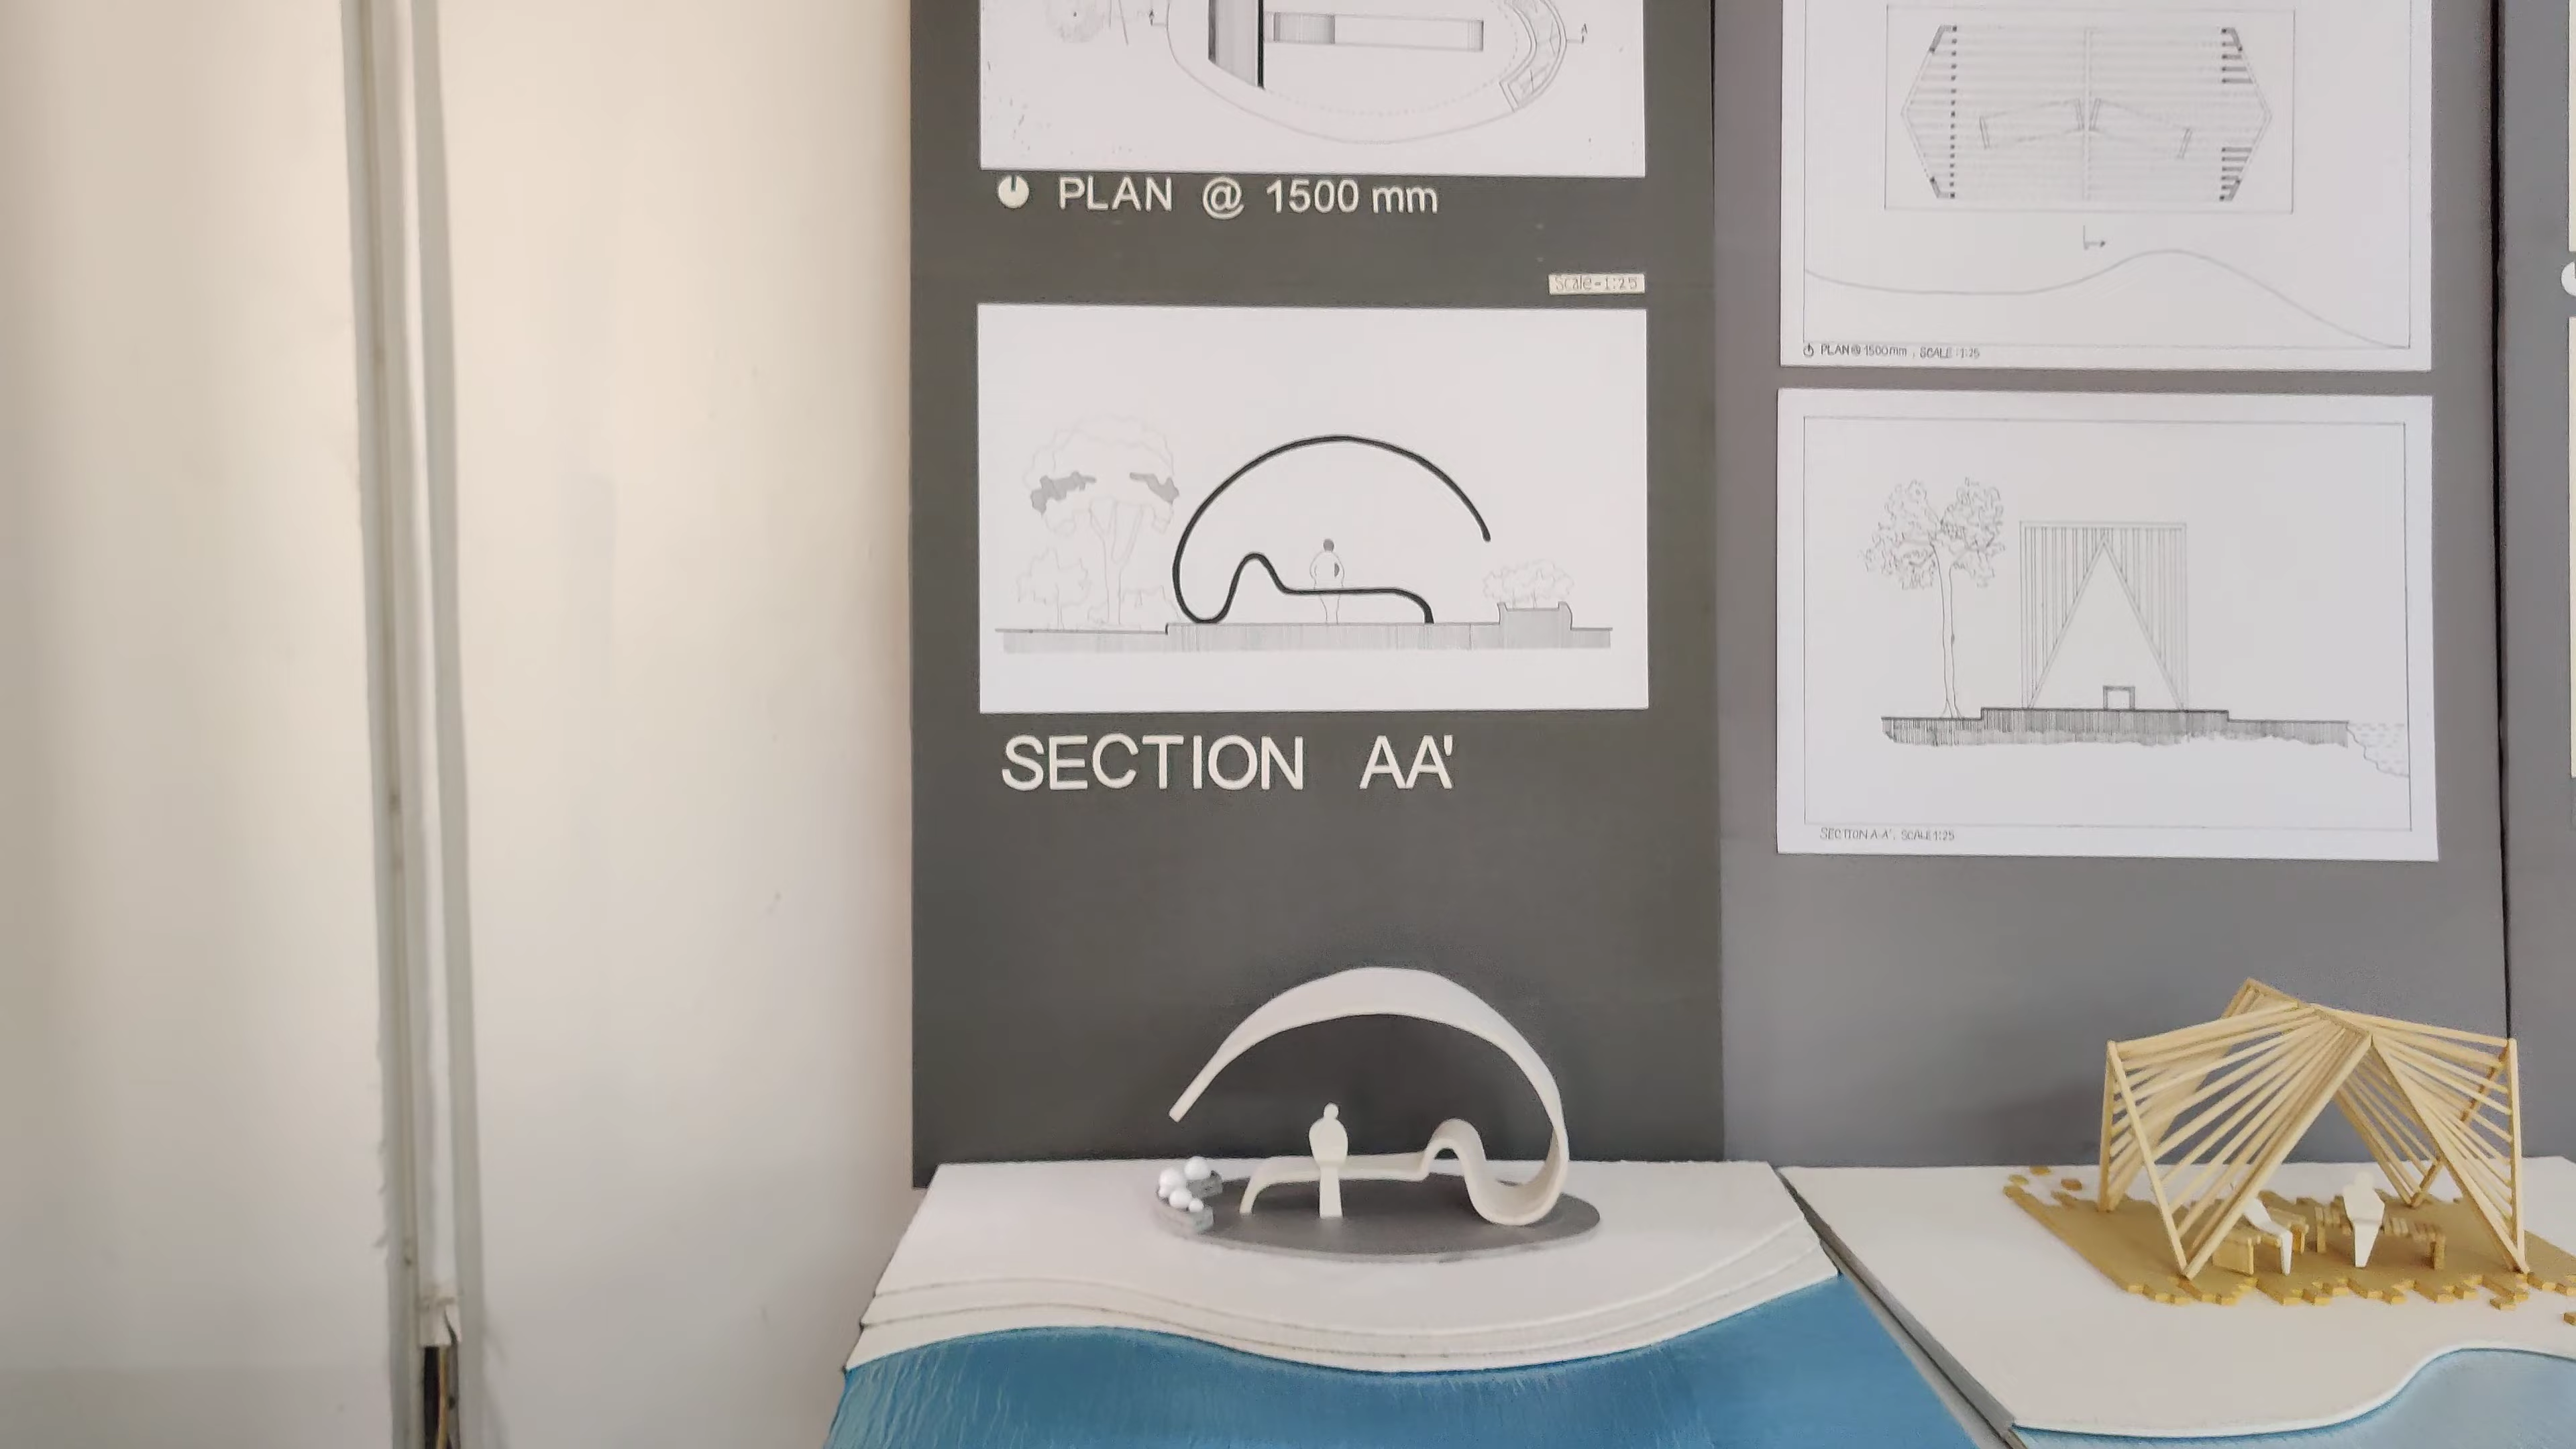 PLAN @ 1500 mm
Scale-1:25
SECTION AA'
PLAN @ 1500mm , SCALE :1:25
SECTION A-A', SCALE 1:25